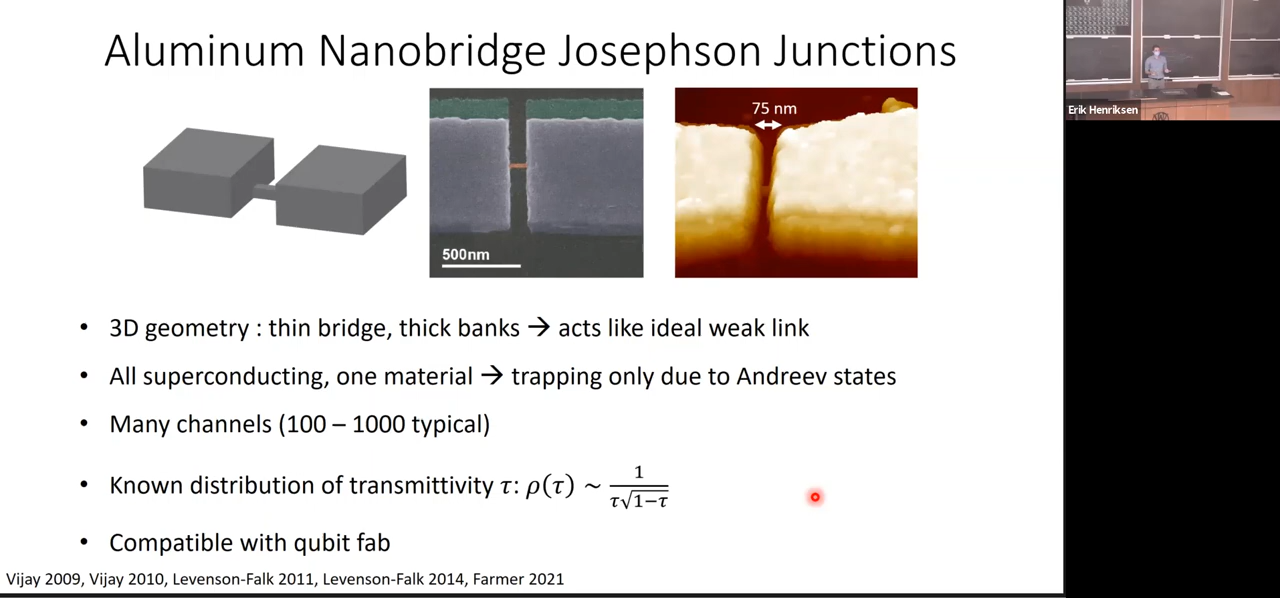 Aluminum Nanobridge Josephson Junctions
500nm
75 nm
Erik Henriksen
• 3D geometry : thin bridge, thick banks → acts like ideal weak link
• All superconducting, one material → trapping only due to Andreev states
• Many channels (100 – 1000 typical)
• Known distribution of transmittivity τ: ρ(τ) ~ 1/(τ√(1−τ))
• Compatible with qubit fab
Vijay 2009, Vijay 2010, Levenson-Falk 2011, Levenson-Falk 2014, Farmer 2021